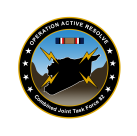 OPERATION ACTIVE RESOLVE
Combined Joint Task Force 82